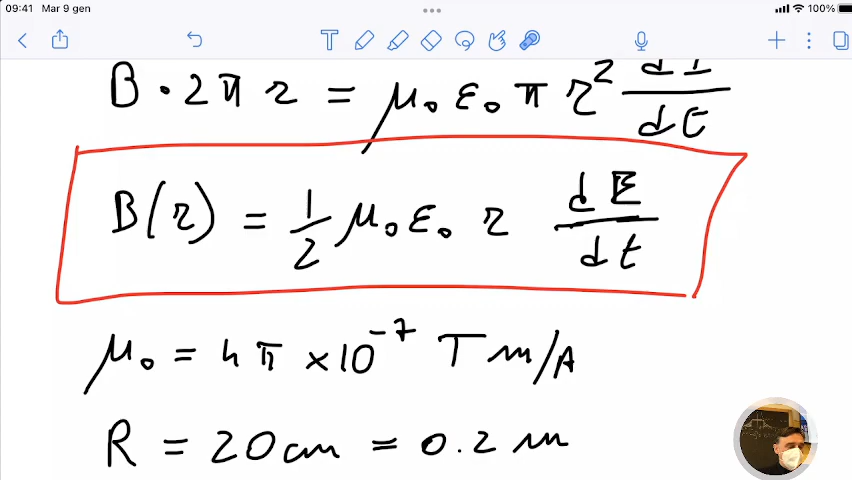 09:41 Mar 9 gen 100%
B · 2π r = μ₀ ε₀ π r² dE/dt
B(r) = 1/2 μ₀ ε₀ r dE/dt
μ₀ = 4π × 10⁻⁷ T m/A
R = 20 cm = 0.2 m